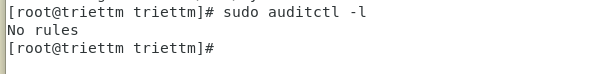 [root@triettm triettm]# sudo auditctl -l
No rules
[root@triettm triettm]#